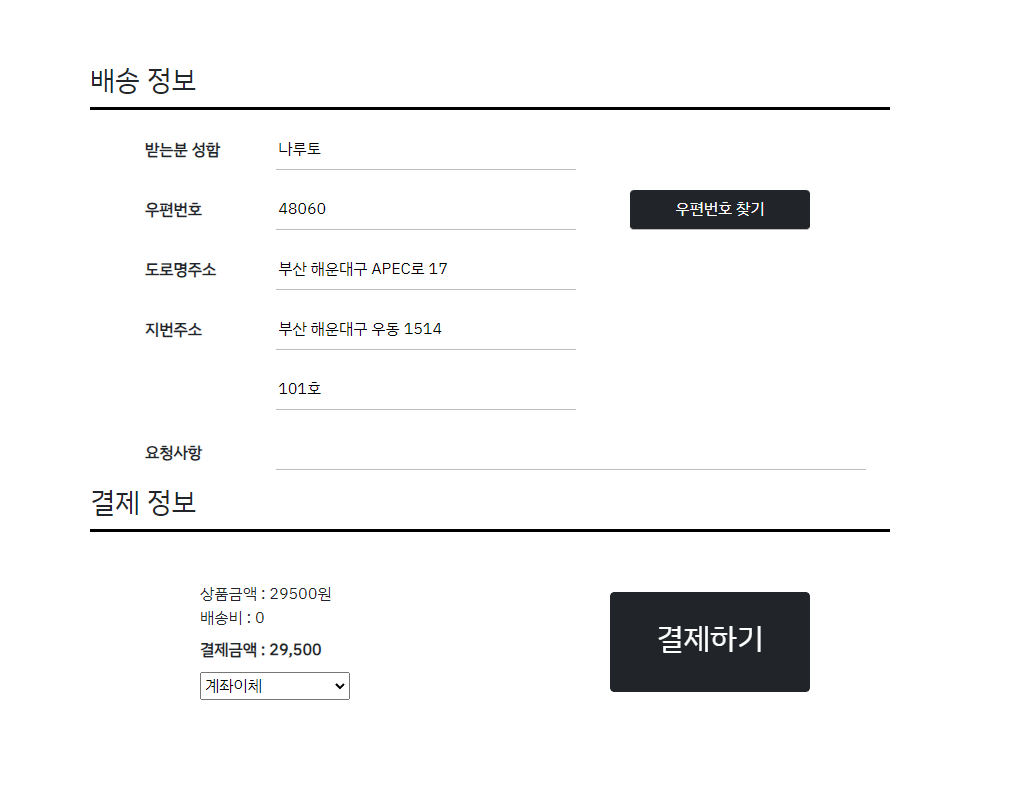 배송 정보
받는분 성함 나루토
우편번호 48060 우편번호 찾기
도로명주소 부산 해운대구 APEC로 17
지번주소 부산 해운대구 우동 1514
101호
요청사항
결제 정보
상품금액 : 29500원
배송비 : 0
결제금액 : 29,500
계좌이체
결제하기